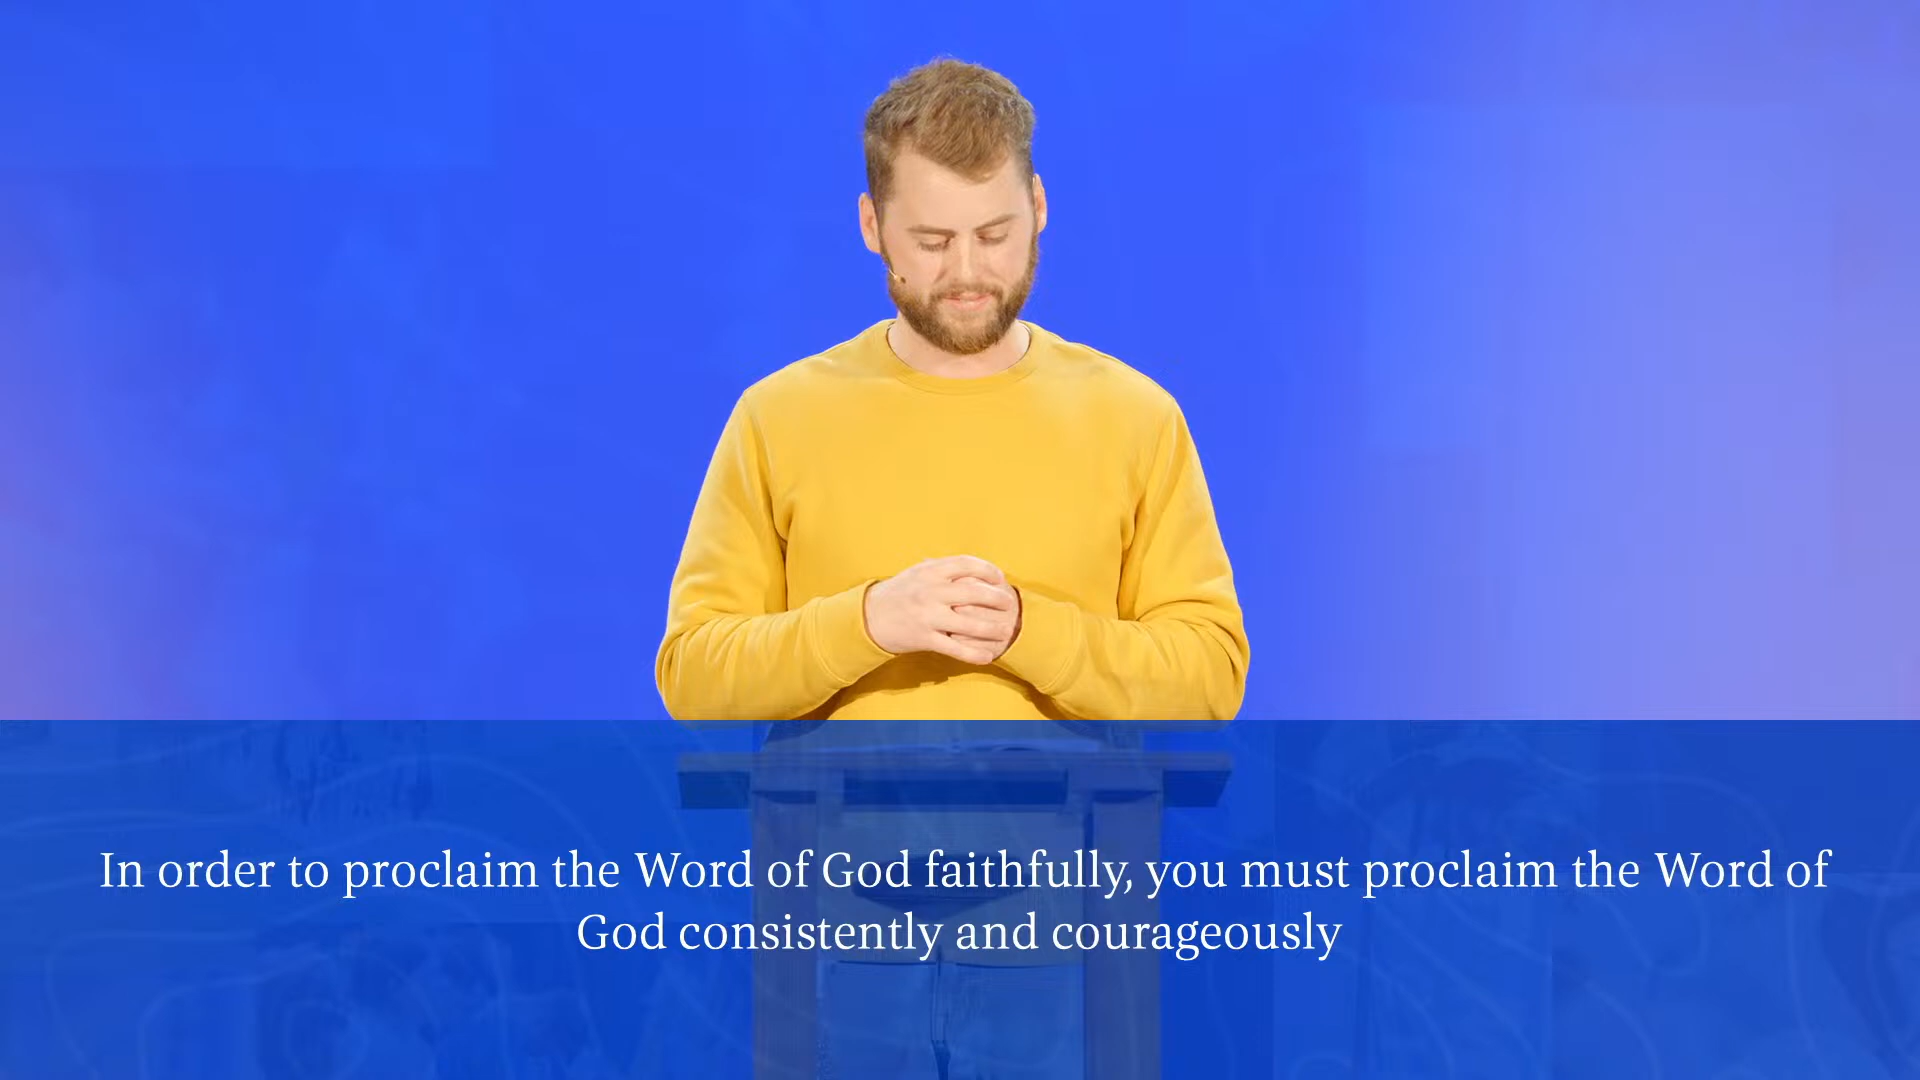 In order to proclaim the Word of God faithfully, you must proclaim the Word of
God consistently and courageously